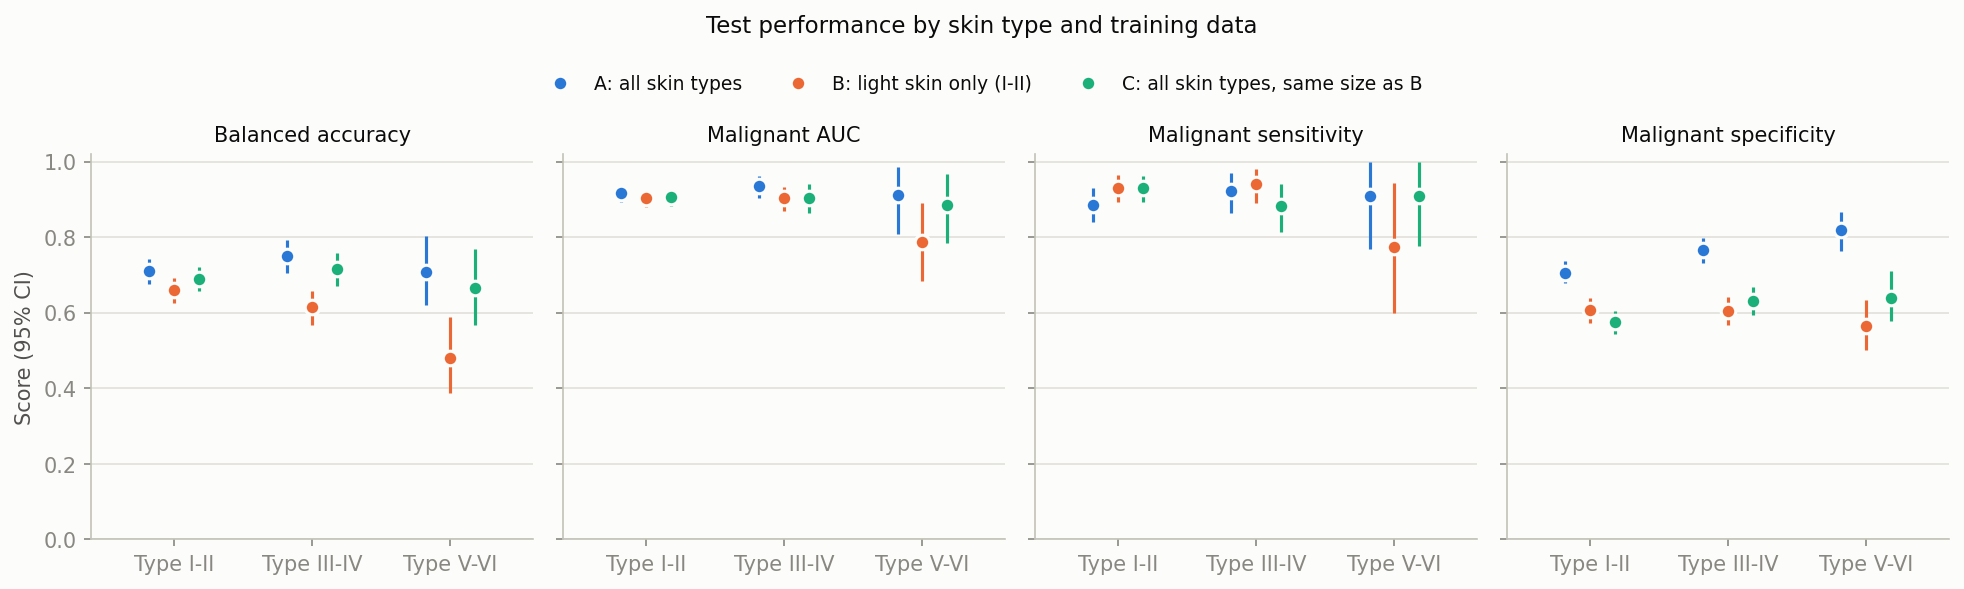 Test performance by skin type and training data
A: all skin types B: light skin only (I-II) C: all skin types, same size as B
Balanced accuracy Malignant AUC Malignant sensitivity Malignant specificity
Score (95% CI)
1.0
0.8
0.6
0.4
0.2
0.0
Type I-II Type III-IV Type V-VI Type I-II Type III-IV Type V-VI Type I-II Type III-IV Type V-VI Type I-II Type III-IV Type V-VI